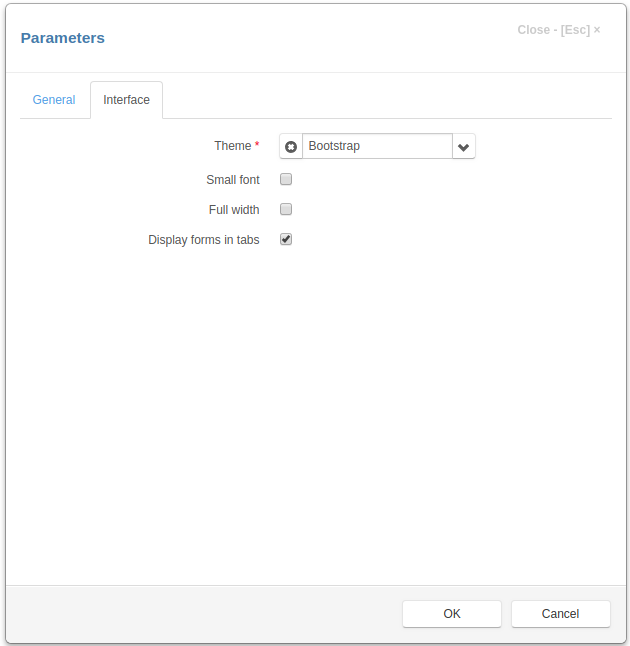 Parameters
Close - [Esc] ×
General
Interface
Theme *
Bootstrap
Small font
Full width
Display forms in tabs
OK
Cancel